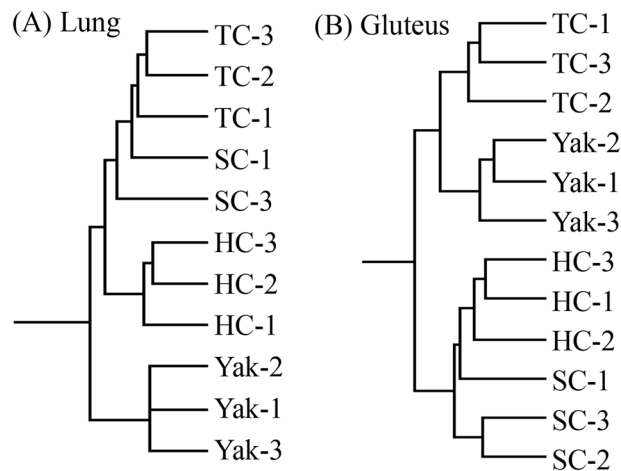 (A) Lung
TC-3
TC-2
TC-1
SC-1
SC-3
HC-3
HC-2
HC-1
Yak-2
Yak-1
Yak-3
(B) Gluteus
TC-1
TC-3
TC-2
Yak-2
Yak-1
Yak-3
HC-3
HC-1
HC-2
SC-1
SC-3
SC-2